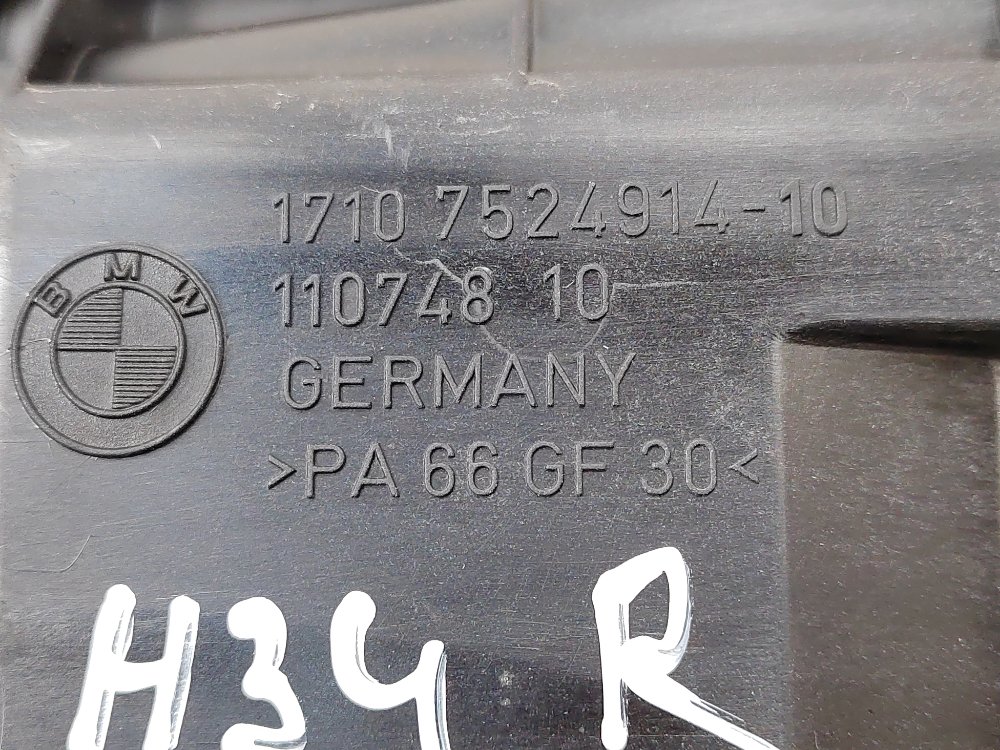 BMW
1710 7524914-10
110748 10
GERMANY
>PA 66 GF 30<
H34 R